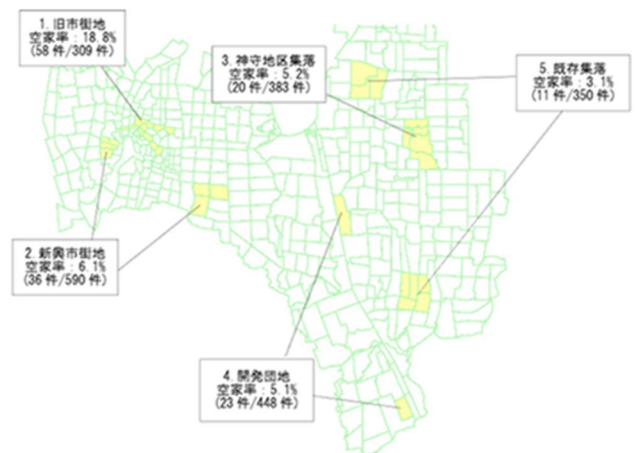 1. 旧市街地
空家率：18.8%
(58 件/309 件)
3. 神守地区集落
空家率：5.2%
(20 件/383 件)
5. 既存集落
空家率：3.1%
(11 件/350 件)
2. 新興市街地
空家率：6.1%
(36 件/590 件)
4. 開発団地
空家率：5.1%
(23 件/448 件)